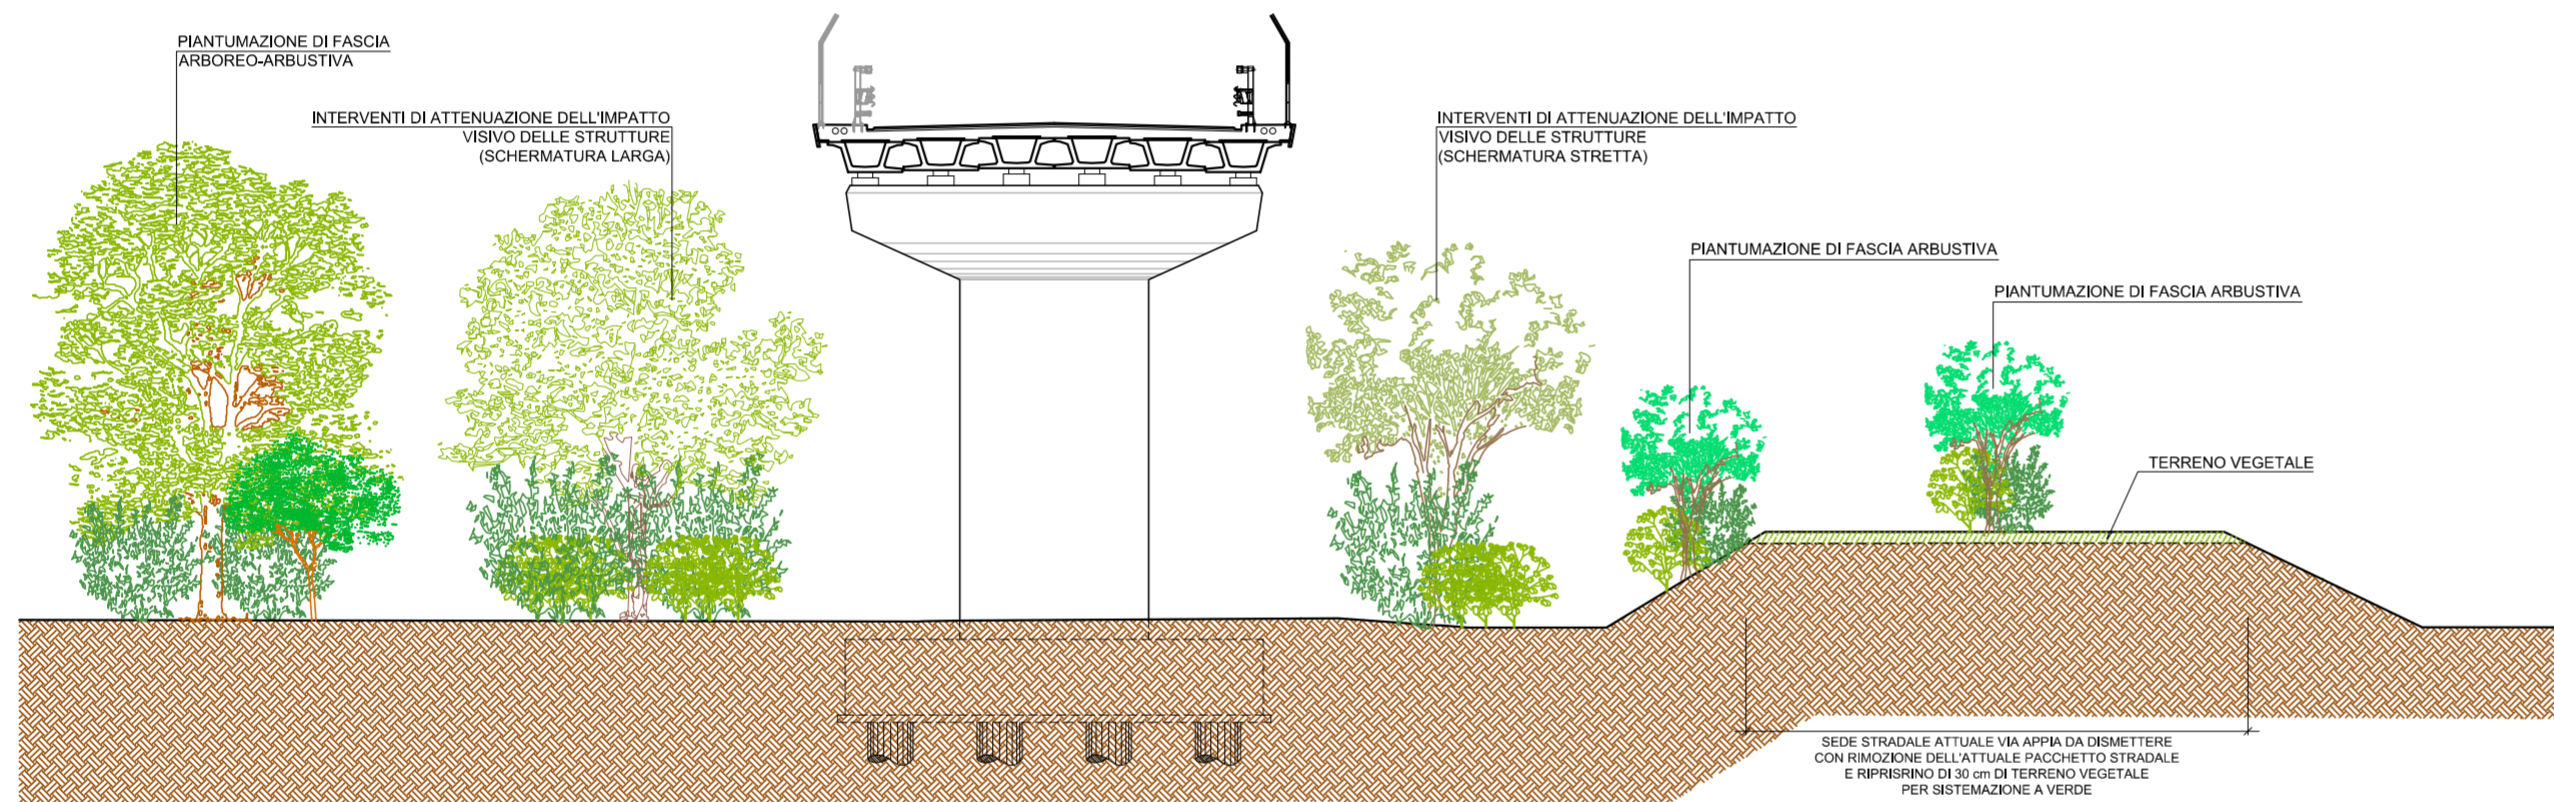 PIANTUMAZIONE DI FASCIA
ARBOREO-ARBUSTIVA
INTERVENTI DI ATTENUAZIONE DELL'IMPATTO
VISIVO DELLE STRUTTURE
(SCHERMATURA LARGA)
INTERVENTI DI ATTENUAZIONE DELL'IMPATTO
VISIVO DELLE STRUTTURE
(SCHERMATURA STRETTA)
PIANTUMAZIONE DI FASCIA ARBUSTIVA
PIANTUMAZIONE DI FASCIA ARBUSTIVA
TERRENO VEGETALE
SEDE STRADALE ATTUALE VIA APPIA DA DISMETTERE
CON RIMOZIONE DELL'ATTUALE PACCHETTO STRADALE
E RIPRISRINO DI 30 cm DI TERRENO VEGETALE
PER SISTEMAZIONE A VERDE